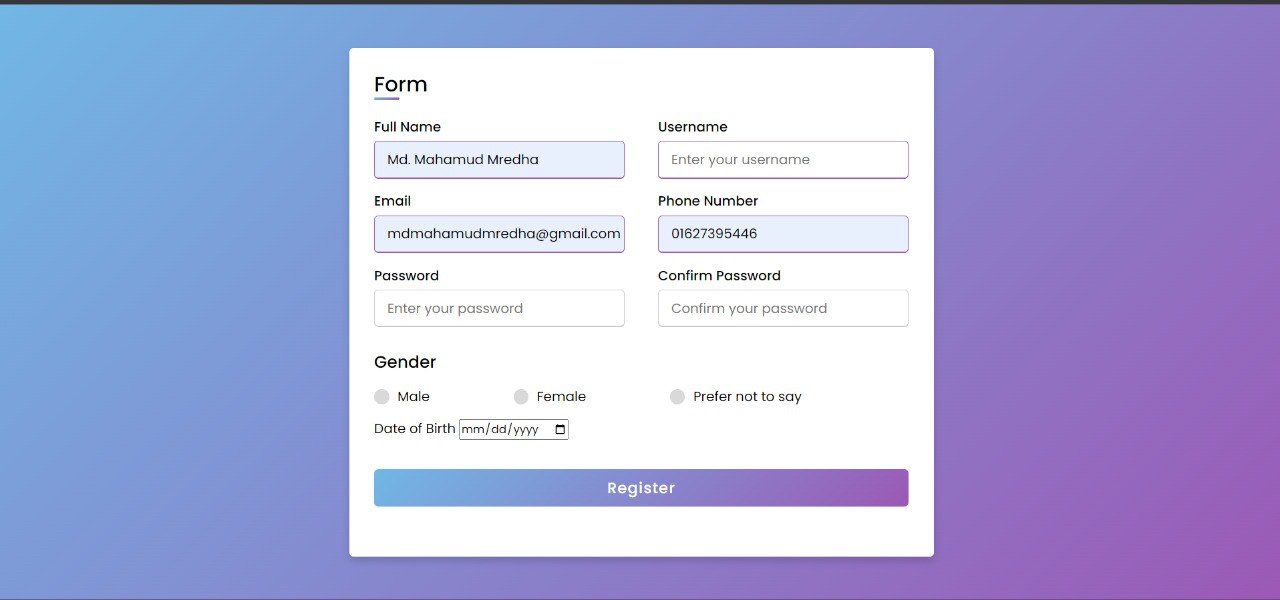 Form
Full Name Username
Md. Mahamud Mredha Enter your username
Email Phone Number
mdmahamudmredha@gmail.com 01627395446
Password Confirm Password
Enter your password Confirm your password
Gender
Male Female Prefer not to say
Date of Birth mm/dd/yyyy
Register